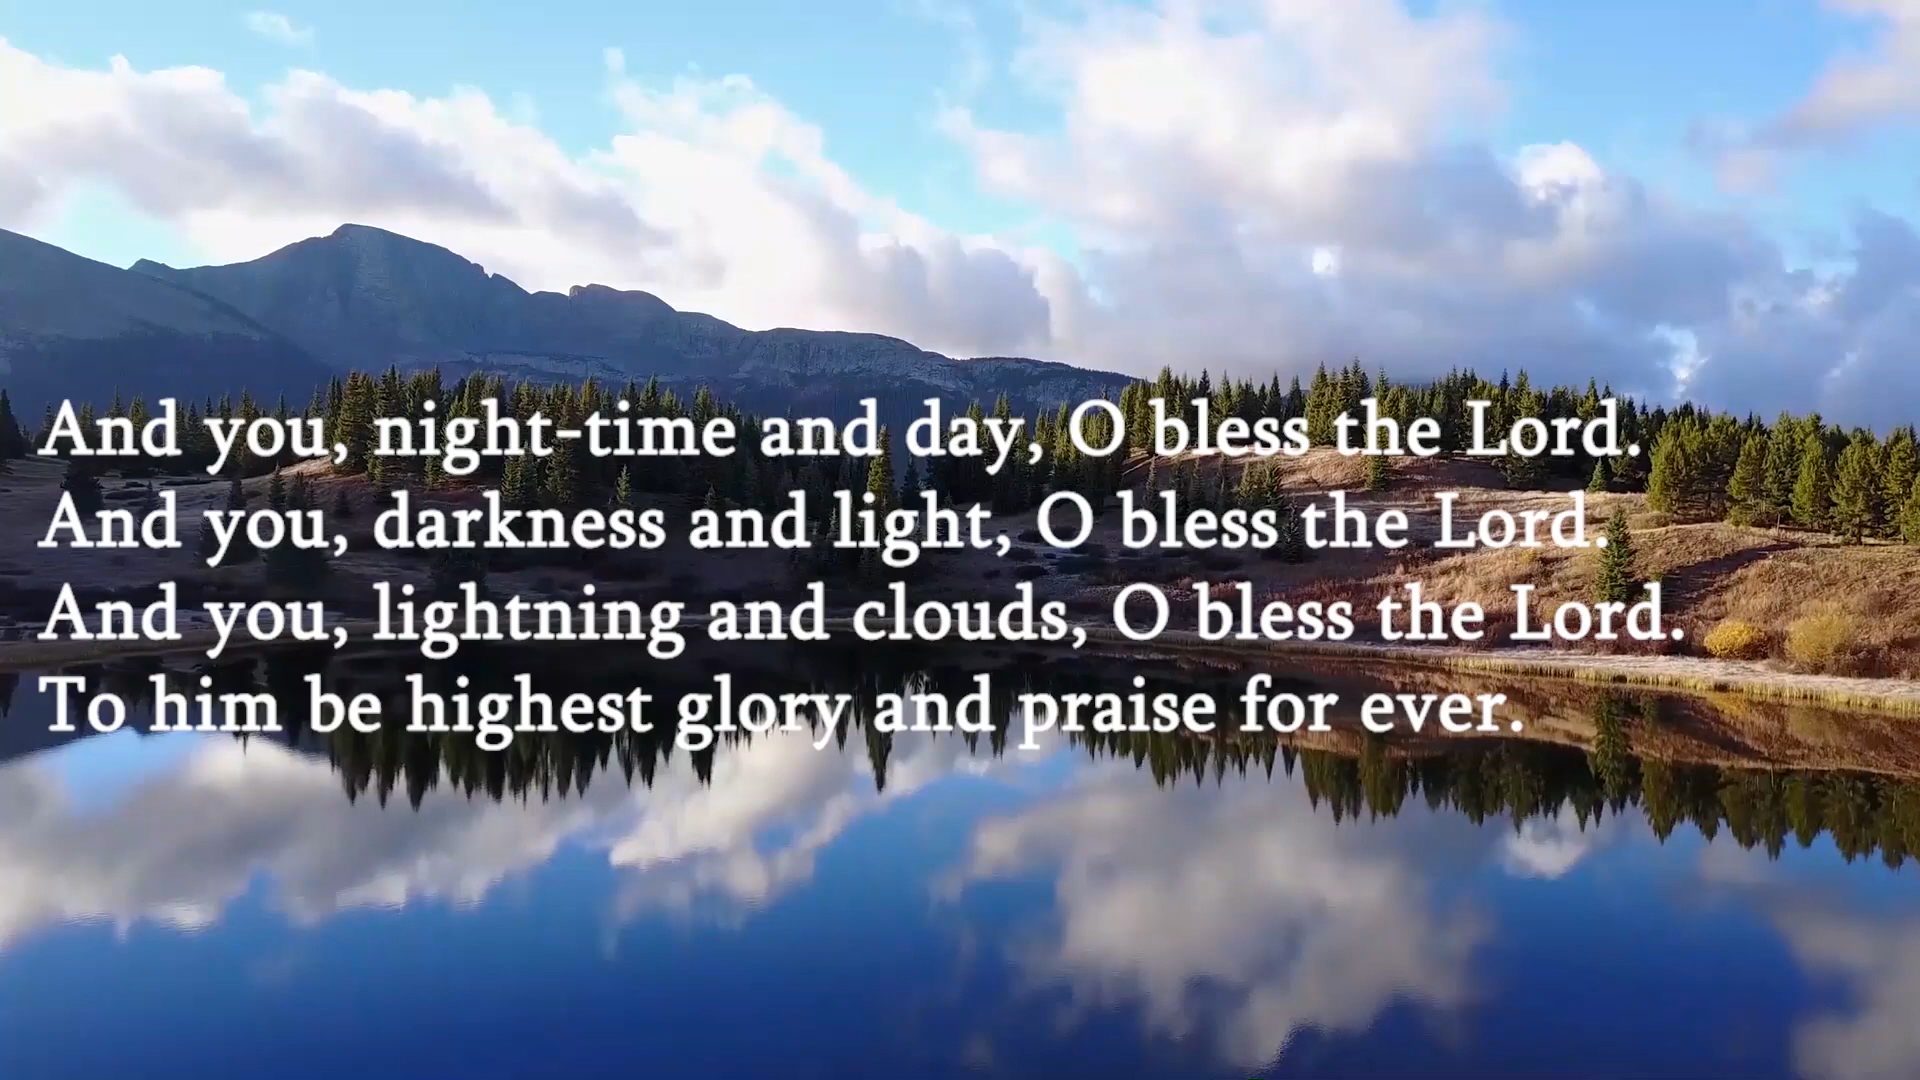 And you, night-time and day, O bless the Lord.
And you, darkness and light, O bless the Lord.
And you, lightning and clouds, O bless the Lord.
To him be highest glory and praise for ever.